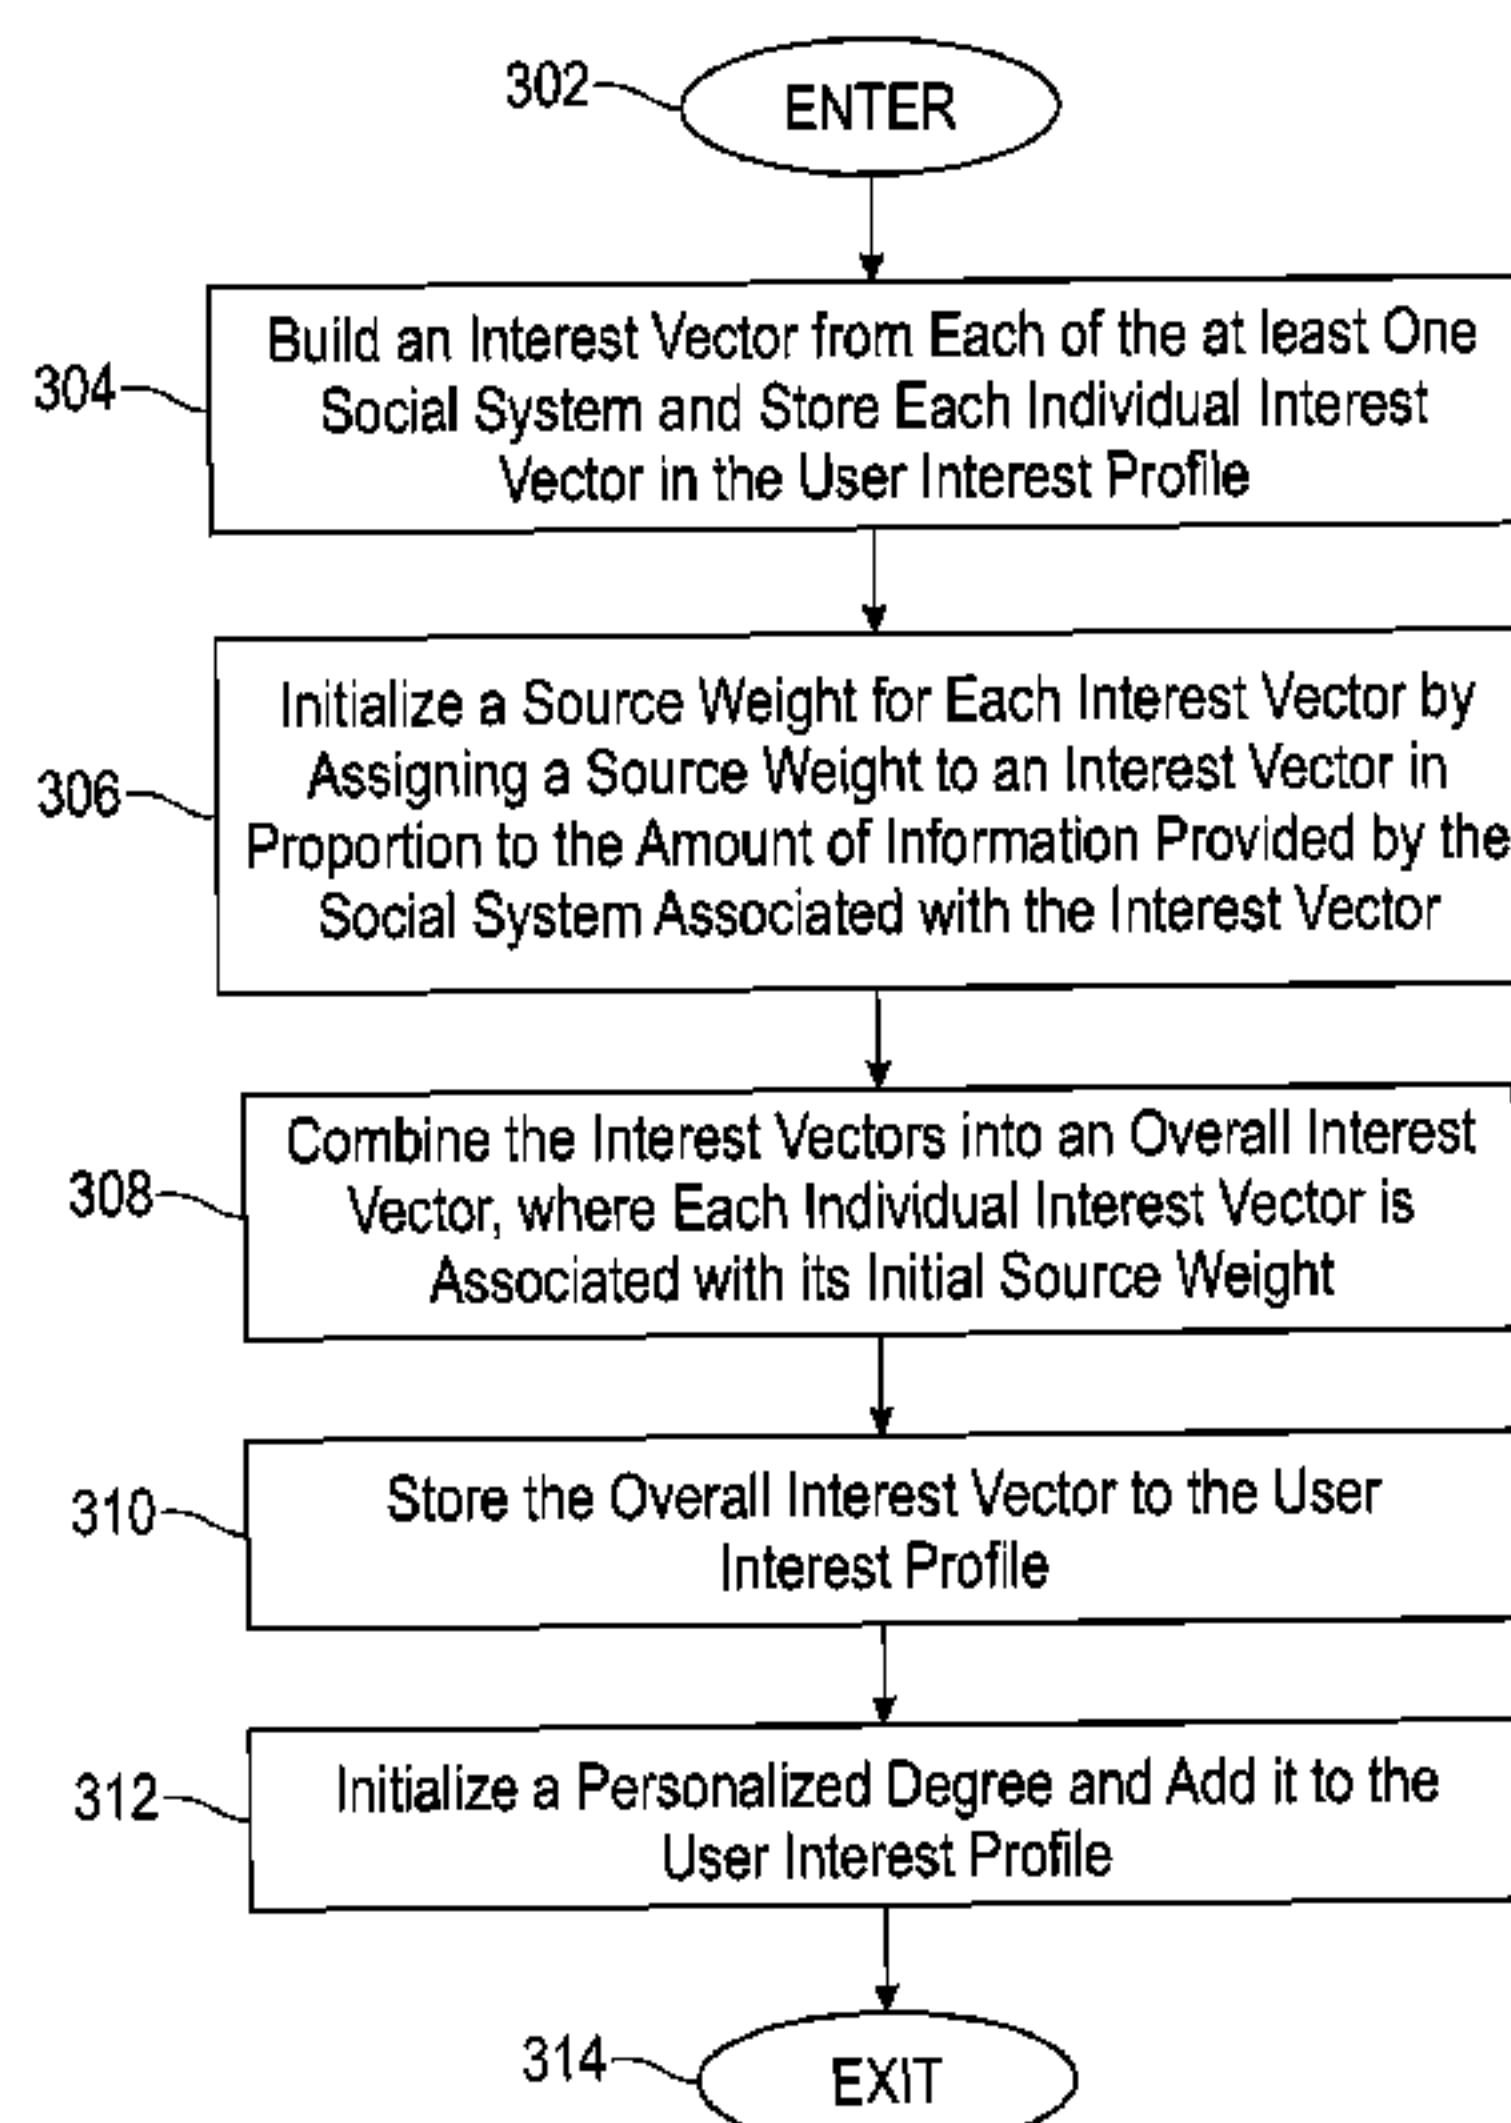 302
ENTER
304
Build an Interest Vector from Each of the at least One
Social System and Store Each Individual Interest
Vector in the User Interest Profile
306
Initialize a Source Weight for Each Interest Vector by
Assigning a Source Weight to an Interest Vector in
Proportion to the Amount of Information Provided by the
Social System Associated with the Interest Vector
308
Combine the Interest Vectors into an Overall Interest
Vector, where Each Individual Interest Vector is
Associated with its Initial Source Weight
310
Store the Overall Interest Vector to the User
Interest Profile
312
Initialize a Personalized Degree and Add it to the
User Interest Profile
314
EXIT